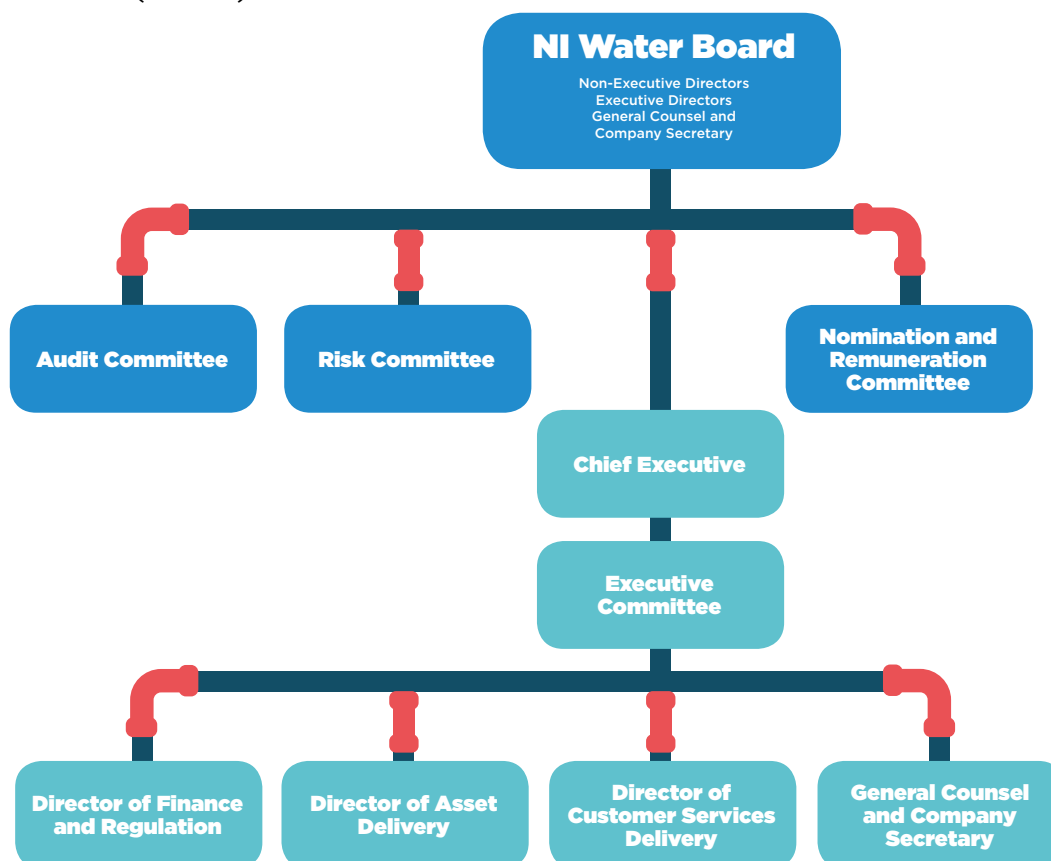 NI Water Board
Non-Executive Directors
Executive Directors
General Counsel and
Company Secretary
Audit Committee
Risk Committee
Nomination and
Remuneration
Committee
Chief Executive
Executive
Committee
Director of Finance
and Regulation
Director of Asset
Delivery
Director of
Customer Services
Delivery
General Counsel
and Company
Secretary